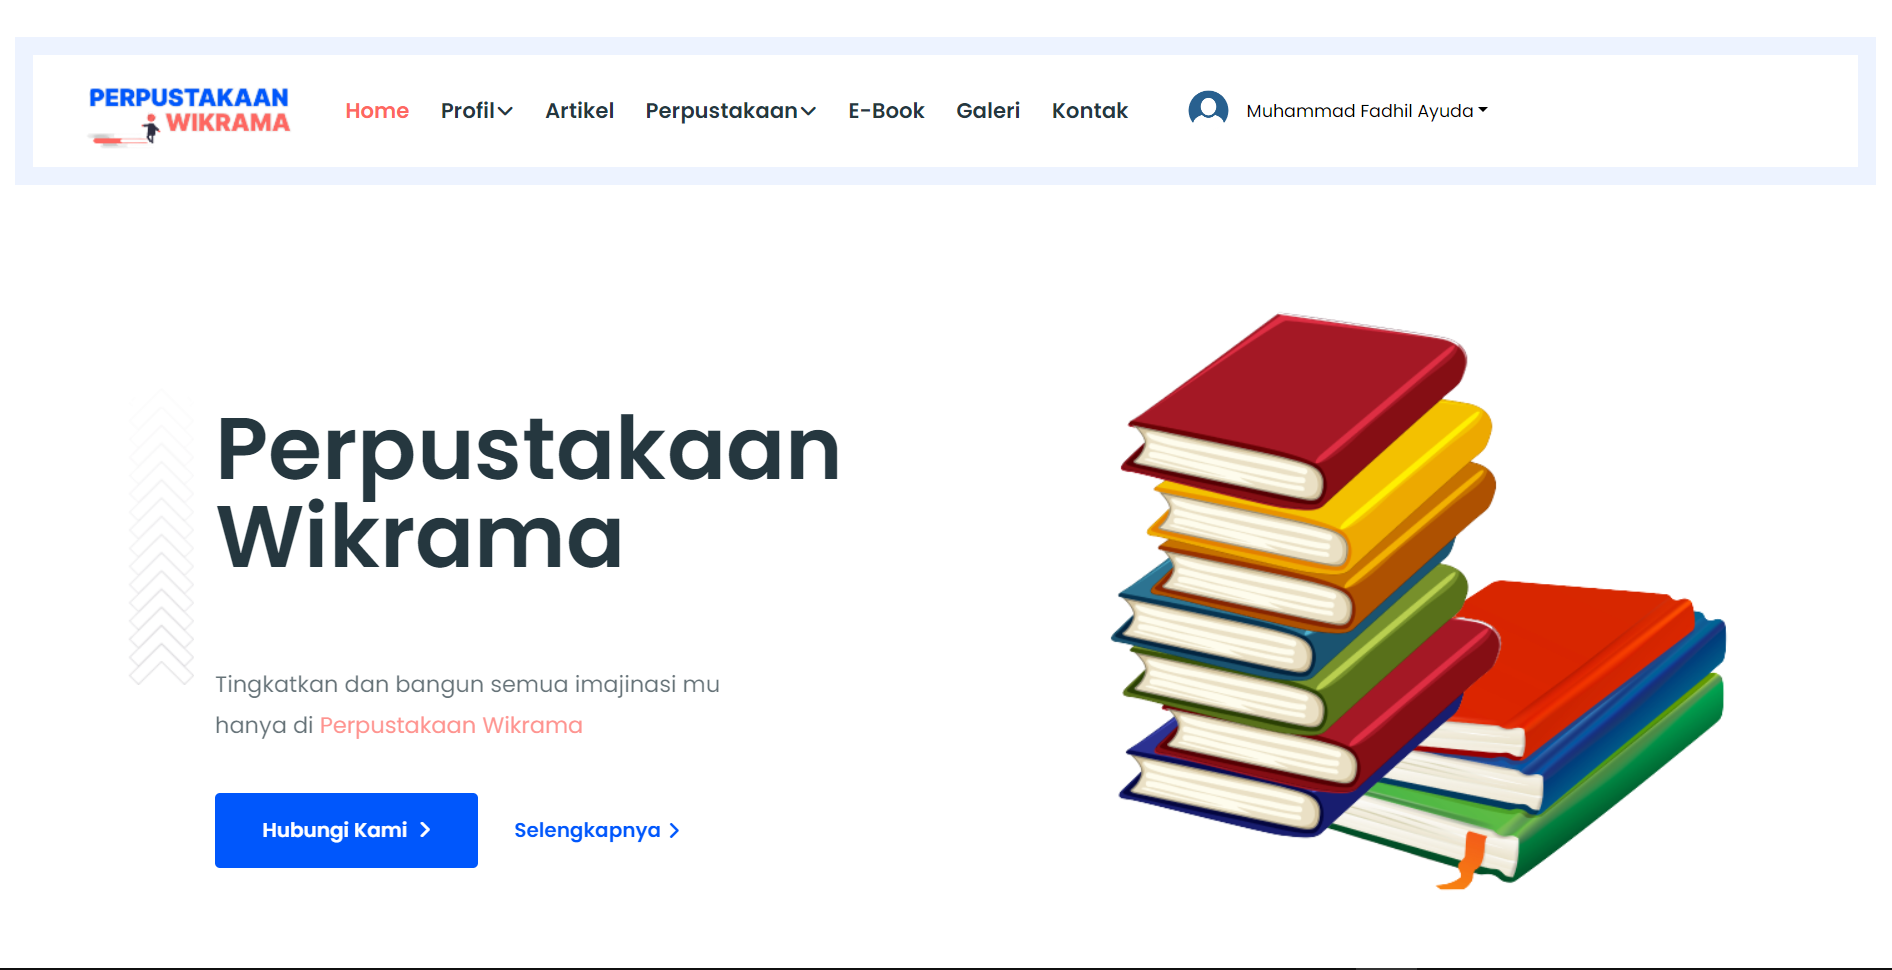 PERPUSTAKAAN
WIKRAMA
Home Profil Artikel Perpustakaan E-Book Galeri Kontak Muhammad Fadhil Ayuda
Perpustakaan
Wikrama
Tingkatkan dan bangun semua imajinasi mu
hanya di Perpustakaan Wikrama
Hubungi Kami Selengkapnya